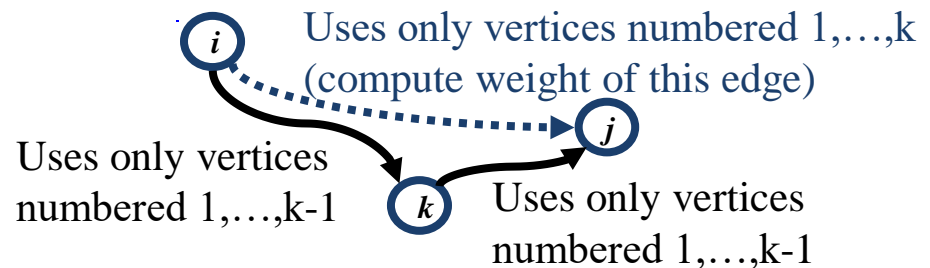 i
Uses only vertices numbered 1,…,k
(compute weight of this edge)
j
Uses only vertices
numbered 1,…,k-1
k
Uses only vertices
numbered 1,…,k-1